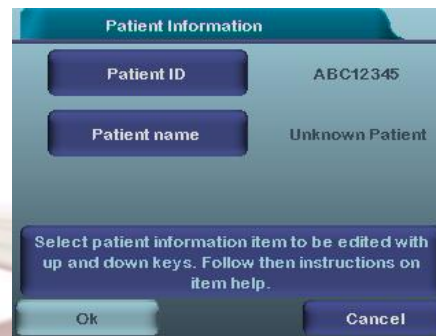 Patient Information
Patient ID ABC12345
Patient name Unknown Patient
Select patient information item to be edited with
up and down keys. Follow then instructions on
item help.
Ok Cancel